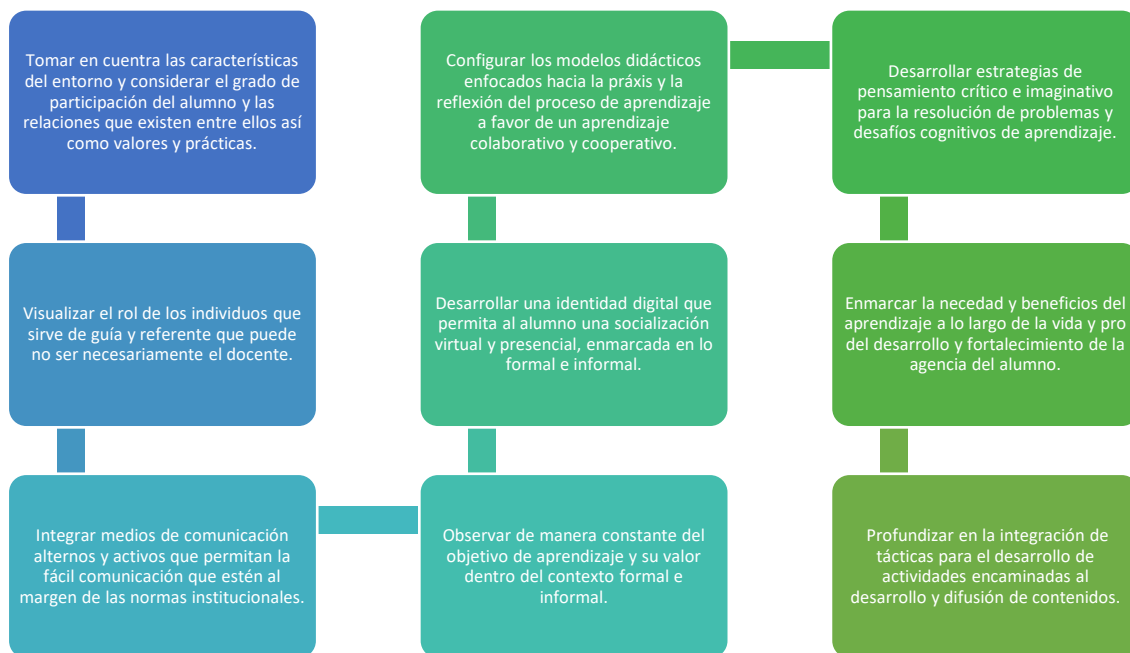 Tomar en cuentra las características
del entorno y considerar el grado de
participación del alumno y las
relaciones que existen entre ellos así
como valores y prácticas.
Visualizar el rol de los individuos que
sirve de guía y referente que puede
no ser necesariamente el docente.
Integrar medios de comunicación
alternos y activos que permitan la
fácil comunicación que estén al
margen de las normas institucionales.
Observar de manera constante del
objetivo de aprendizaje y su valor
dentro del contexto formal e
informal.
Desarrollar una identidad digital que
permita al alumno una socialización
virtual y presencial, enmarcada en lo
formal e informal.
Configurar los modelos didácticos
enfocados hacia la práxis y la
reflexión del proceso de aprendizaje
a favor de un aprendizaje
colaborativo y cooperativo.
Desarrollar estrategias de
pensamiento crítico e imaginativo
para la resolución de problemas y
desafíos cognitivos de aprendizaje.
Enmarcar la necedad y beneficios del
aprendizaje a lo largo de la vida y pro
del desarrollo y fortalecimiento de la
agencia del alumno.
Profundizar en la integración de
tácticas para el desarrollo de
actividades encaminadas al
desarrollo y difusión de contenidos.